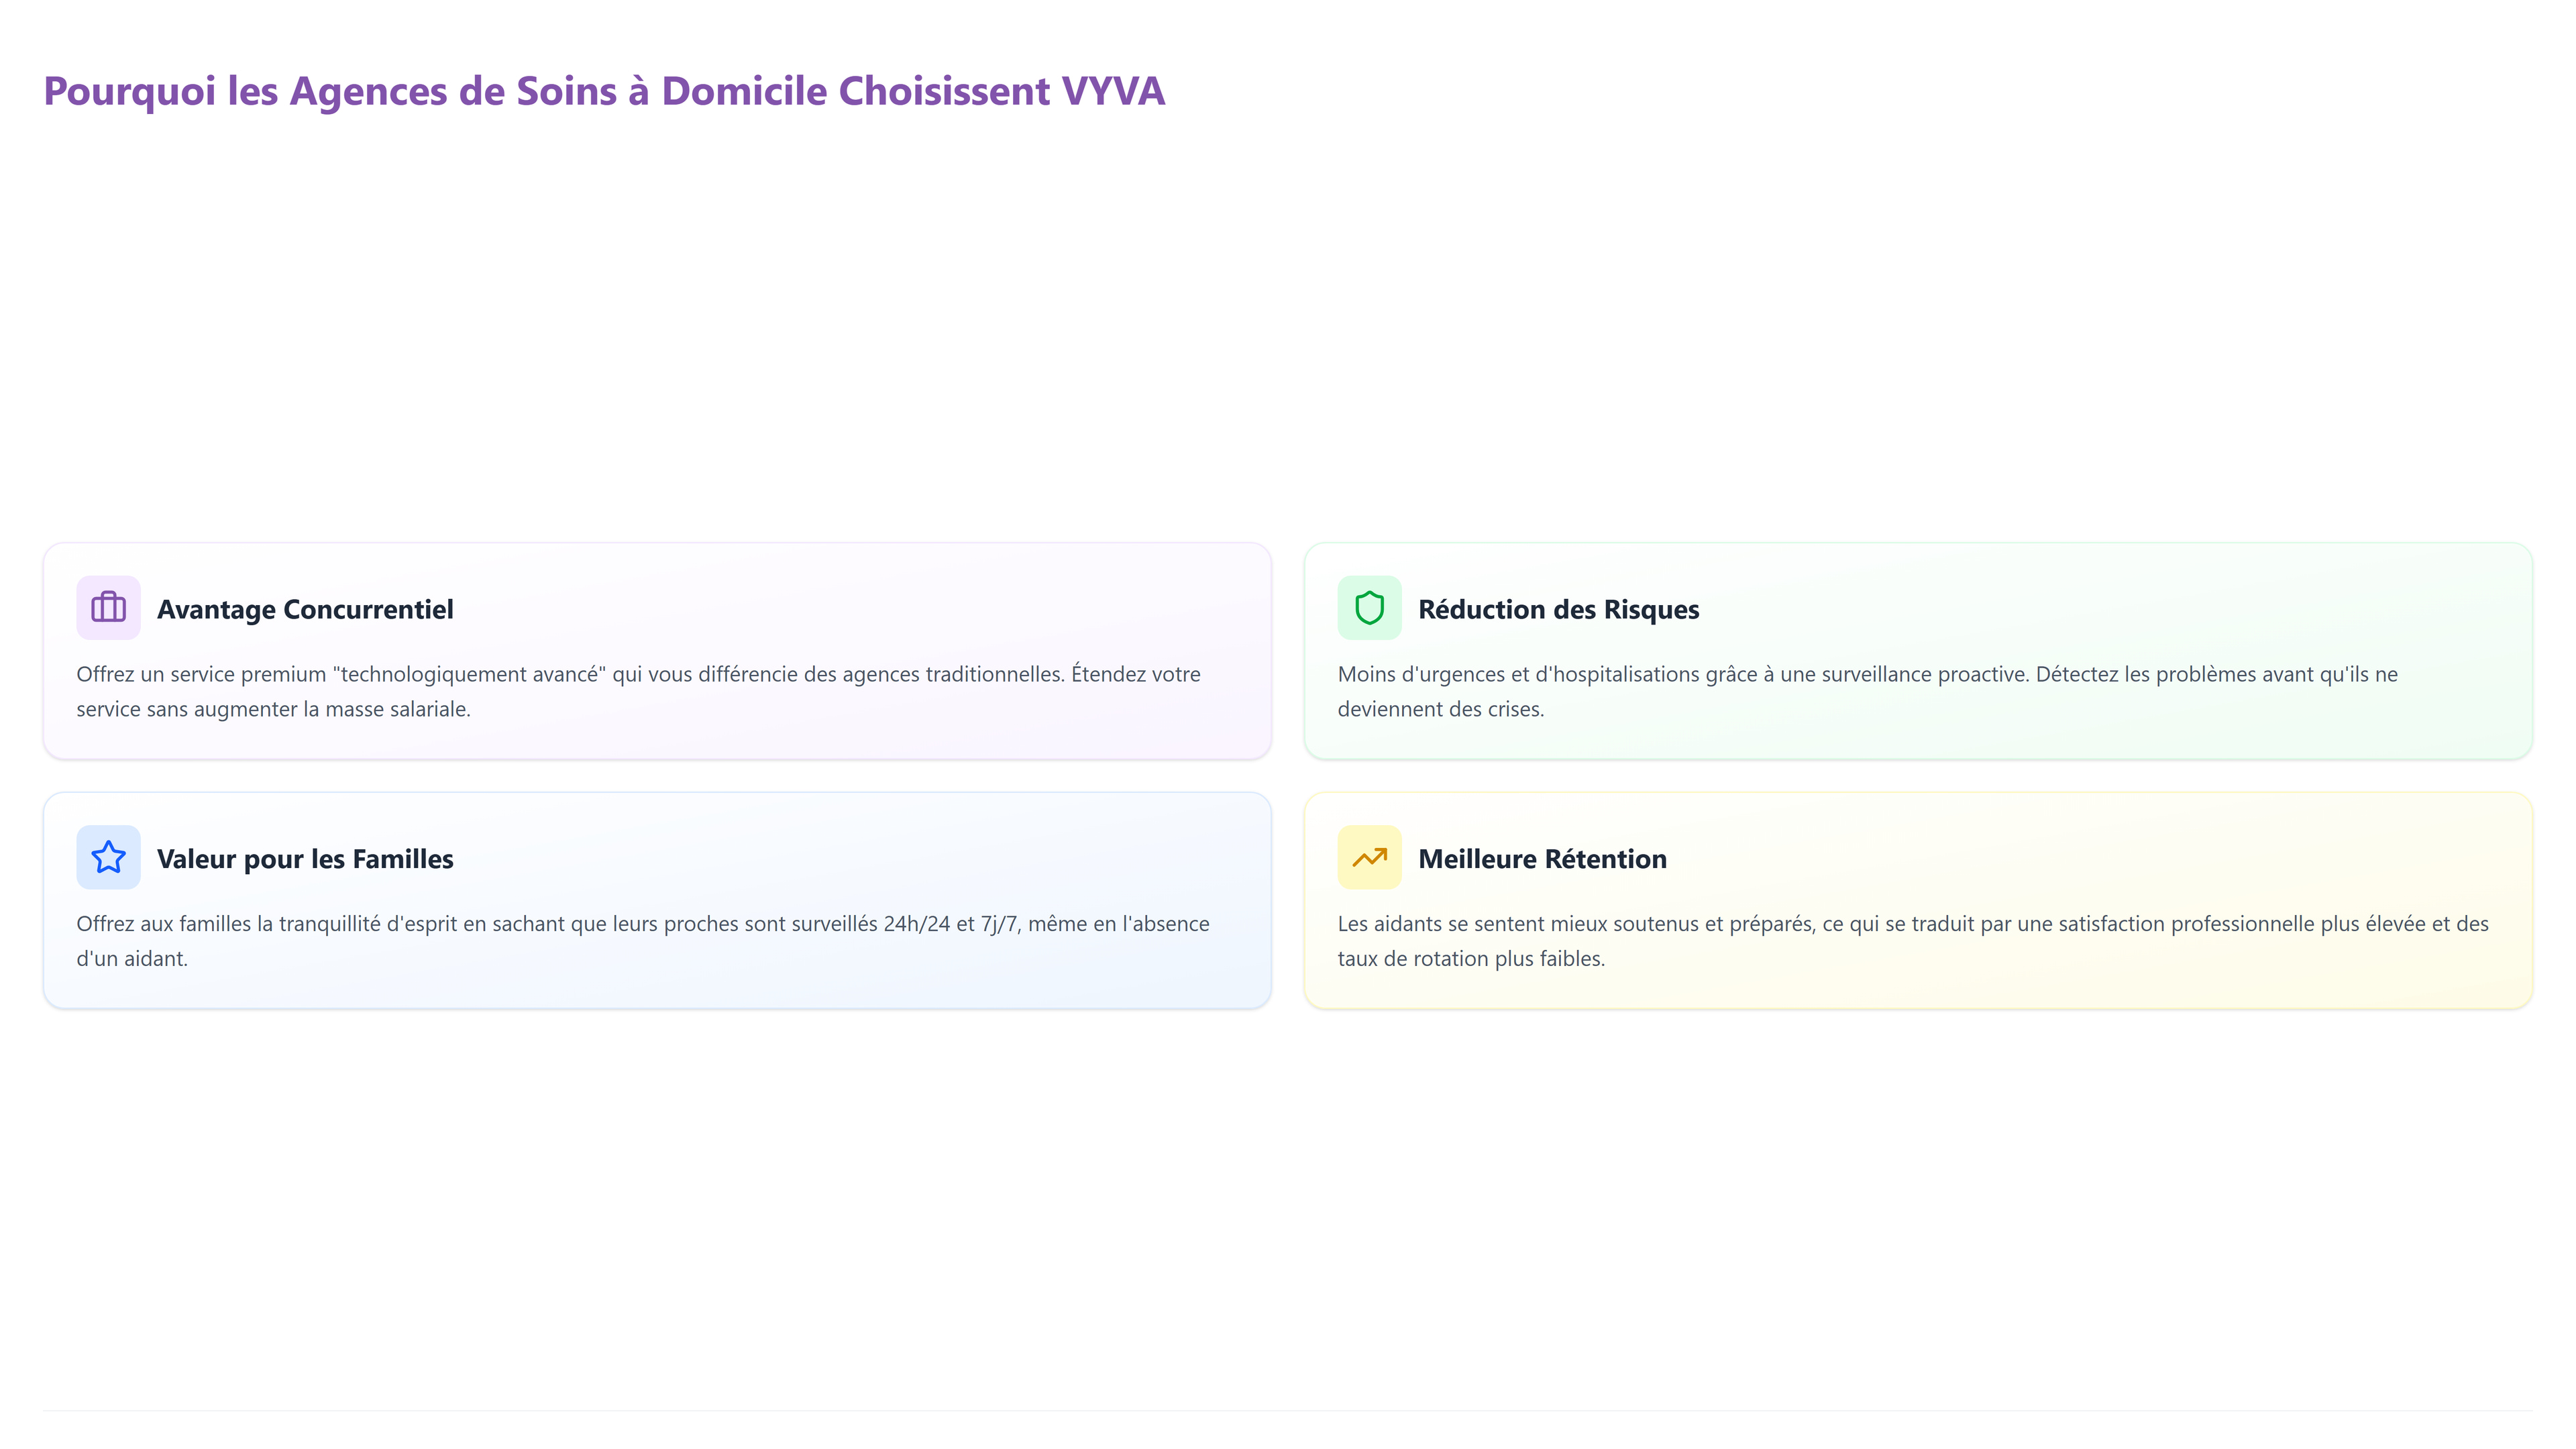 Pourquoi les Agences de Soins à Domicile Choisissent VYVA
Avantage Concurrentiel
Offrez un service premium "technologiquement avancé" qui vous différencie des agences traditionnelles. Étendez votre
service sans augmenter la masse salariale.
Réduction des Risques
Moins d'urgences et d'hospitalisations grâce à une surveillance proactive. Détectez les problèmes avant qu'ils ne
deviennent des crises.
Valeur pour les Familles
Offrez aux familles la tranquillité d'esprit en sachant que leurs proches sont surveillés 24h/24 et 7j/7, même en l'absence
d'un aidant.
Meilleure Rétention
Les aidants se sentent mieux soutenus et préparés, ce qui se traduit par une satisfaction professionnelle plus élevée et des
taux de rotation plus faibles.